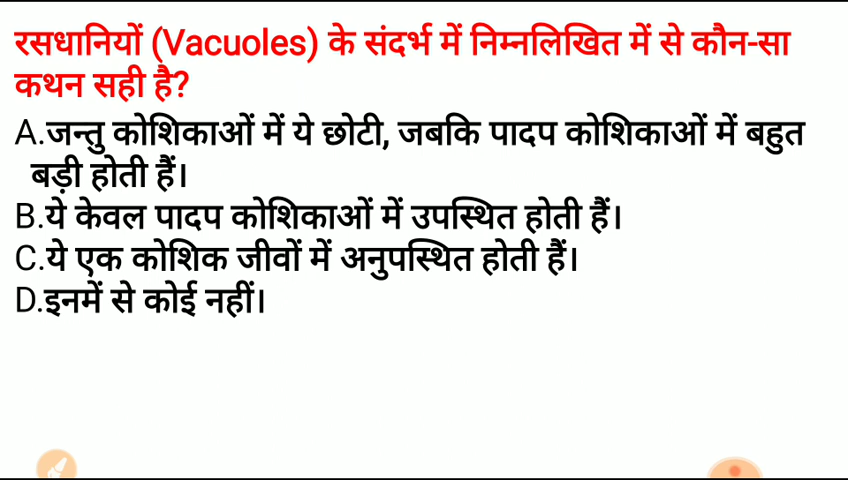 रसधानियों (Vacuoles) के संदर्भ में निम्नलिखित में से कौन-सा
कथन सही है?
A.जन्तु कोशिकाओं में ये छोटी, जबकि पादप कोशिकाओं में बहुत
बड़ी होती हैं।
B.ये केवल पादप कोशिकाओं में उपस्थित होती हैं।
C.ये एक कोशिक जीवों में अनुपस्थित होती हैं।
D.इनमें से कोई नहीं।